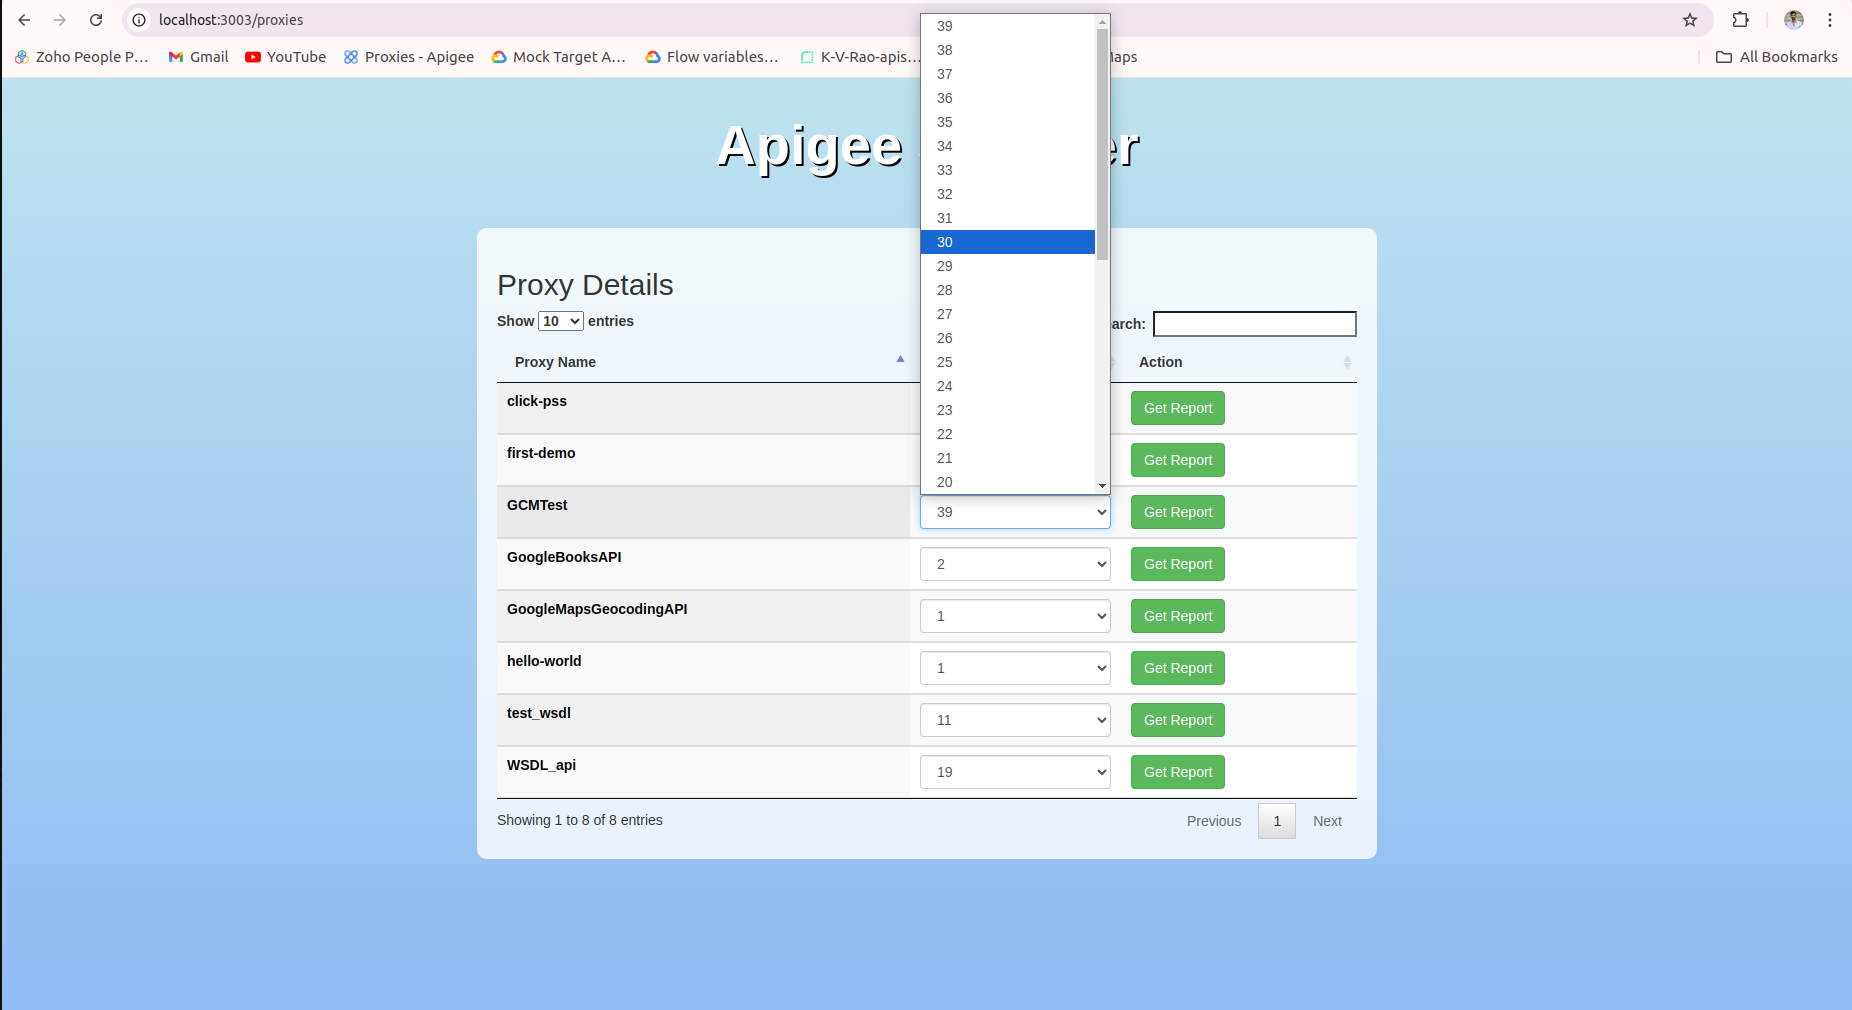 localhost:3003/proxies
Zoho People P... Gmail YouTube Proxies - Apigee Mock Target A... Flow variables... K-V-Rao-apis... All Bookmarks
Apigee
39
38
37
36
35
34
33
32
31
30
29
28
27
26
25
24
23
22
21
20
Proxy Details
Show 10 entries
arch:
Proxy Name Action
click-pss Get Report
first-demo Get Report
GCMTest 39 Get Report
GoogleBooksAPI 2 Get Report
GoogleMapsGeocodingAPI 1 Get Report
hello-world 1 Get Report
test_wsdl 11 Get Report
WSDL_api 19 Get Report
Showing 1 to 8 of 8 entries
Previous 1 Next